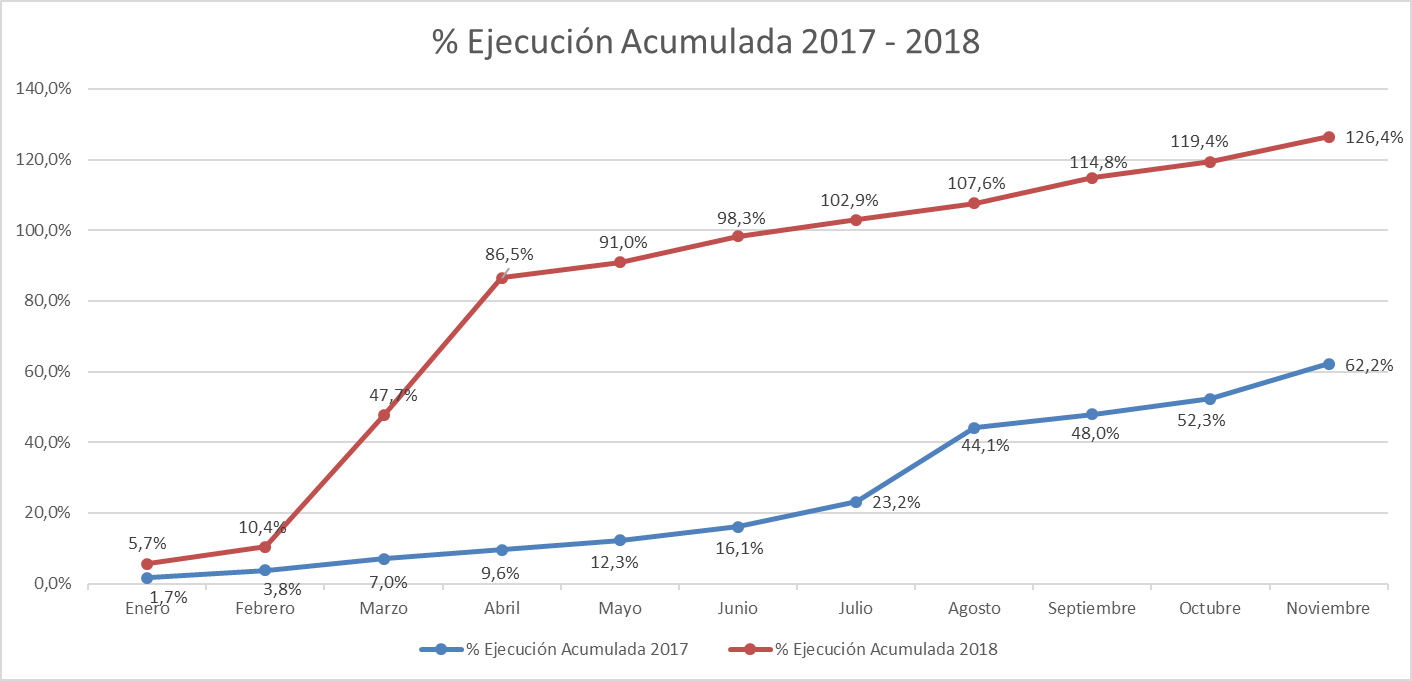 % Ejecución Acumulada 2017 - 2018
140,0%
120,0%
100,0%
80,0%
60,0%
40,0%
20,0%
0,0%
5,7%
10,4%
47,7%
86,5%
91,0%
98,3%
102,9%
107,6%
114,8%
119,4%
126,4%
1,7%
3,8%
7,0%
9,6%
12,3%
16,1%
23,2%
44,1%
48,0%
52,3%
62,2%
Enero
Febrero
Marzo
Abril
Mayo
Junio
Julio
Agosto
Septiembre
Octubre
Noviembre
% Ejecución Acumulada 2017
% Ejecución Acumulada 2018